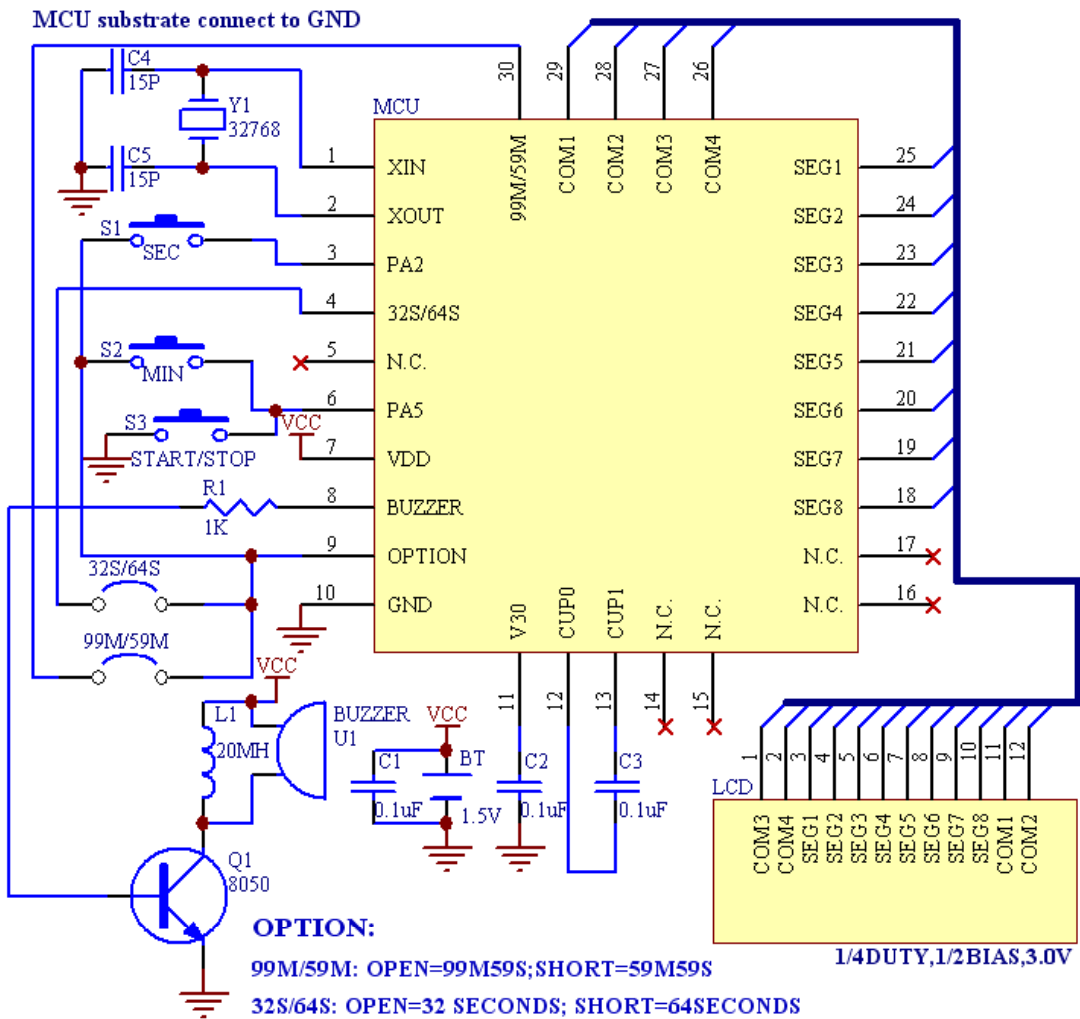 MCU substrate connect to GND
C4
15P
Y1
32768
C5
15P
S1
SEC
S2
MIN
S3
START/STOP
VCC
R1
1K
32S/64S
99M/59M
VCC
L1
20MH
BUZZER
U1
Q1
8050
VCC
C1
0.1uF
BT
1.5V
C2
0.1uF
C3
0.1uF
MCU
1 XIN
2 XOUT
3 PA2
4 32S/64S
5 N.C.
6 PA5
7 VDD
8 BUZZER
9 OPTION
10 GND
11 V30
12 CUP0
13 CUP1
14 N.C.
15 N.C.
N.C. 16
N.C. 17
SEG8 18
SEG7 19
SEG6 20
SEG5 21
SEG4 22
SEG3 23
SEG2 24
SEG1 25
26 COM4
27 COM3
28 COM2
29 COM1
30 99M/59M
LCD
1 COM3
2 COM4
3 SEG1
4 SEG2
5 SEG3
6 SEG4
7 SEG5
8 SEG6
9 SEG7
10 SEG8
11 COM1
12 COM2
1/4DUTY,1/2BIAS,3.0V
OPTION:
99M/59M: OPEN=99M59S;SHORT=59M59S
32S/64S: OPEN=32 SECONDS; SHORT=64SECONDS